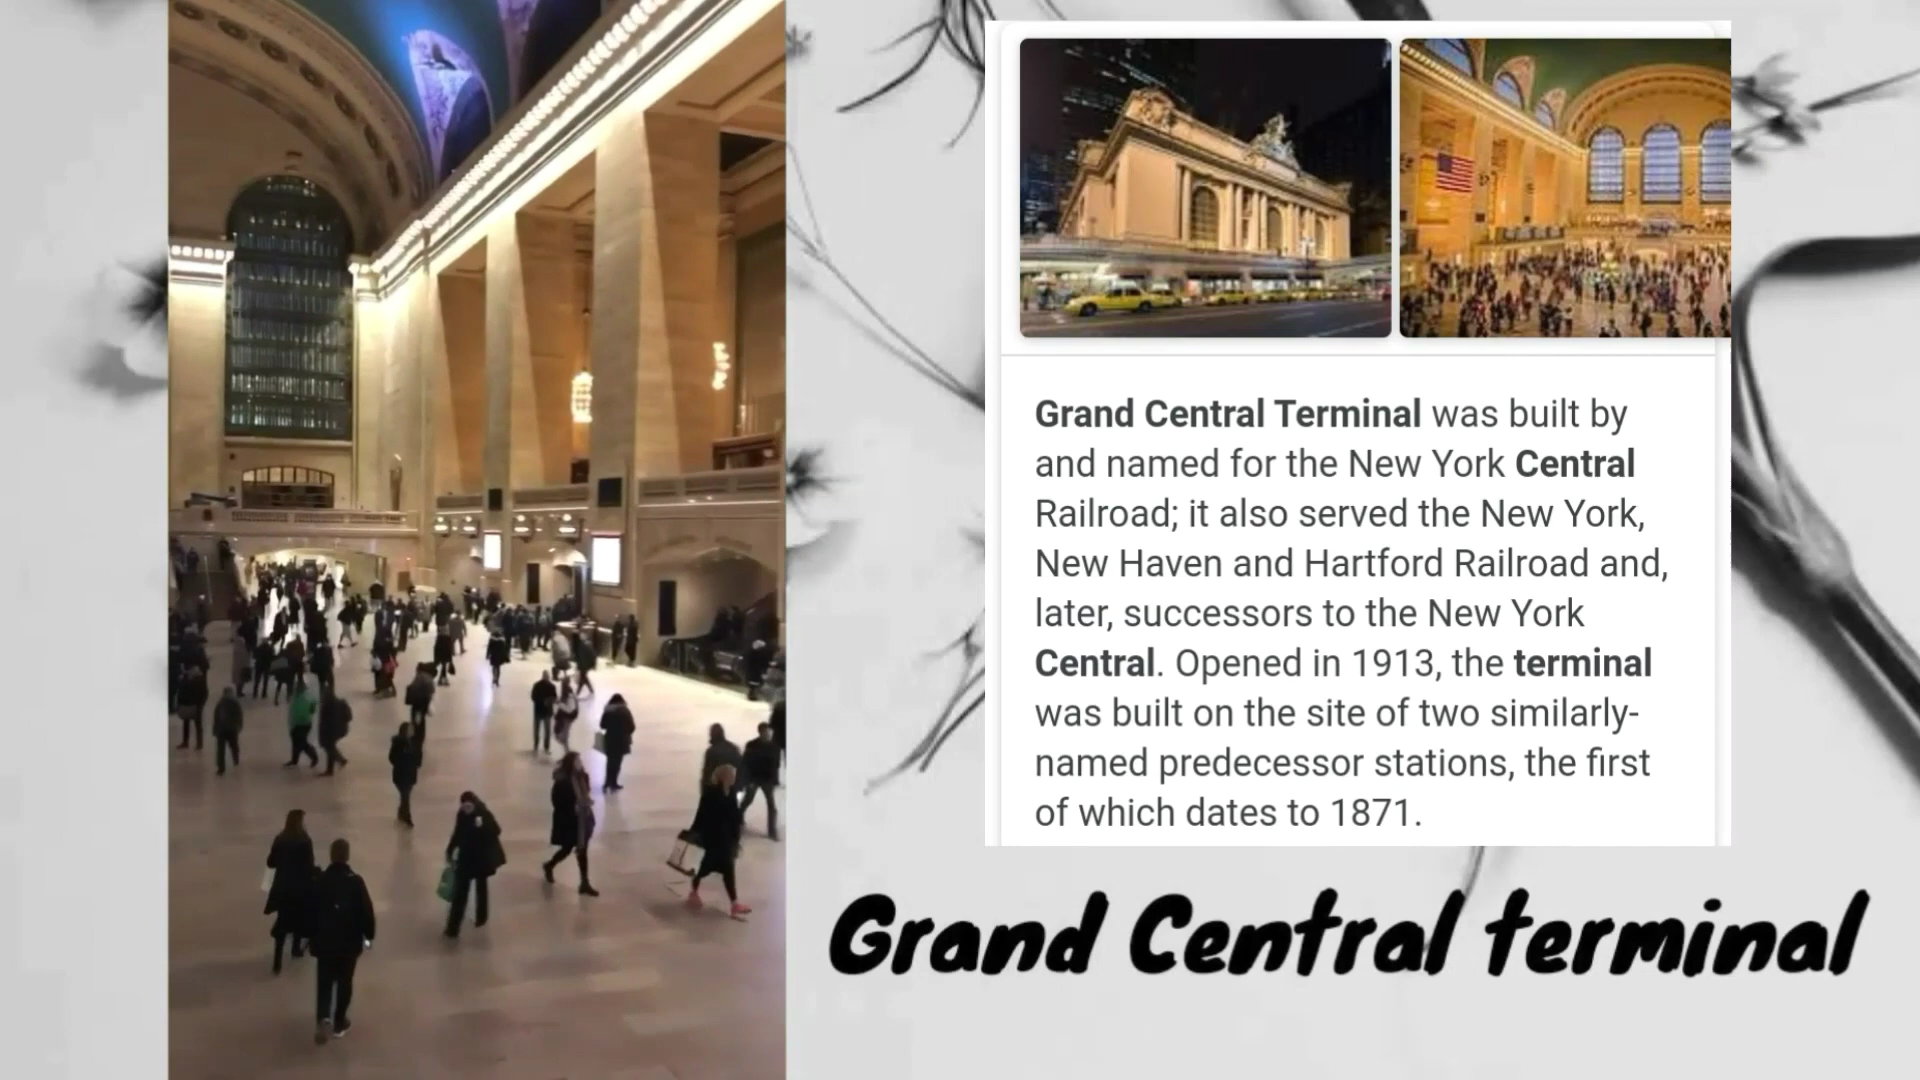 Grand Central Terminal was built by
and named for the New York Central
Railroad; it also served the New York,
New Haven and Hartford Railroad and,
later, successors to the New York
Central. Opened in 1913, the terminal
was built on the site of two similarly-
named predecessor stations, the first
of which dates to 1871.
Grand Central terminal